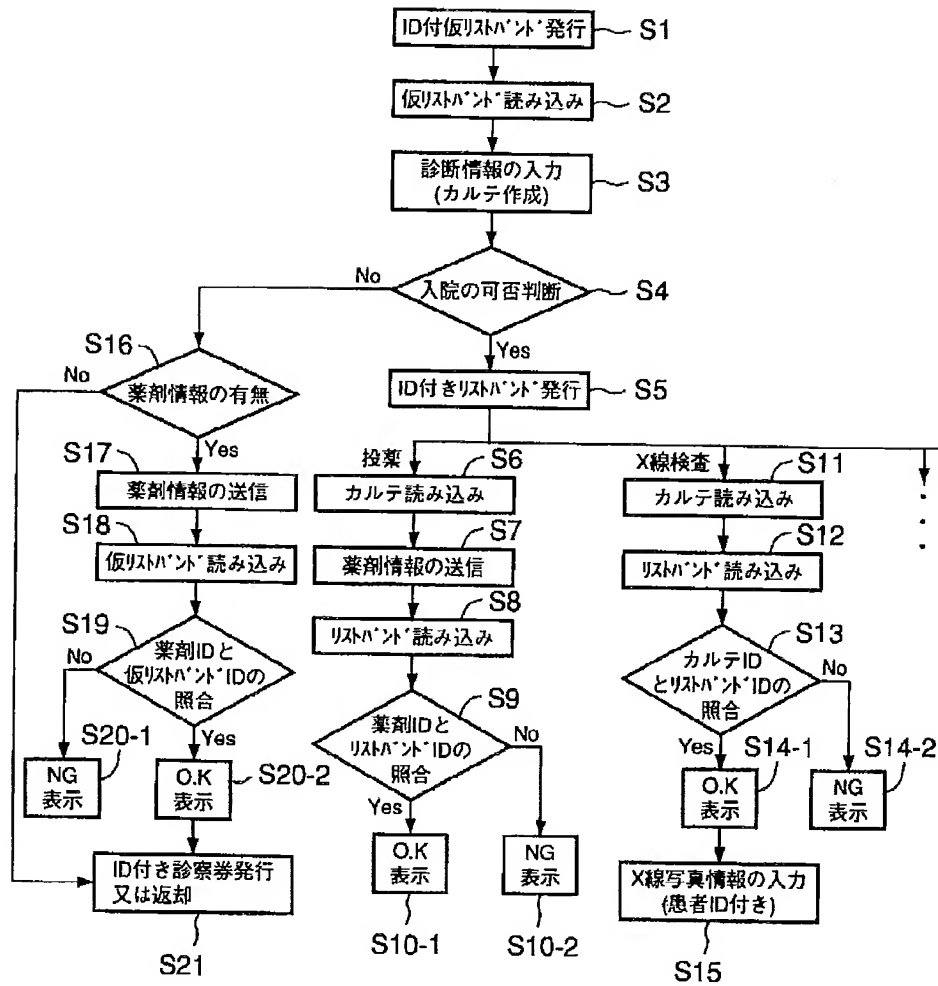 ID付仮リストバンド発行
S1
仮リストバンド読み込み
S2
診断情報の入力
(カルテ作成)
S3
No
入院の可否判断
S4
Yes
S16
No
薬剤情報の有無
Yes
ID付きリストバンド発行
S5
S17
薬剤情報の送信
S18
仮リストバンド読み込み
S19
No
薬剤IDと
仮リストバンドIDの
照合
Yes
S20-1
NG
表示
O.K
表示
S20-2
ID付き診察券発行
又は返却
S21
投薬
S6
カルテ読み込み
S7
薬剤情報の送信
S8
リストバンド読み込み
S9
薬剤IDと
リストバンドIDの
照合
No
Yes
O.K
表示
NG
表示
S10-1
S10-2
X線検査
S11
カルテ読み込み
S12
リストバンド読み込み
S13
カルテID
とリストバンドIDの
照合
No
Yes
S14-1
O.K
表示
S14-2
NG
表示
X線写真情報の入力
(患者ID付き)
S15